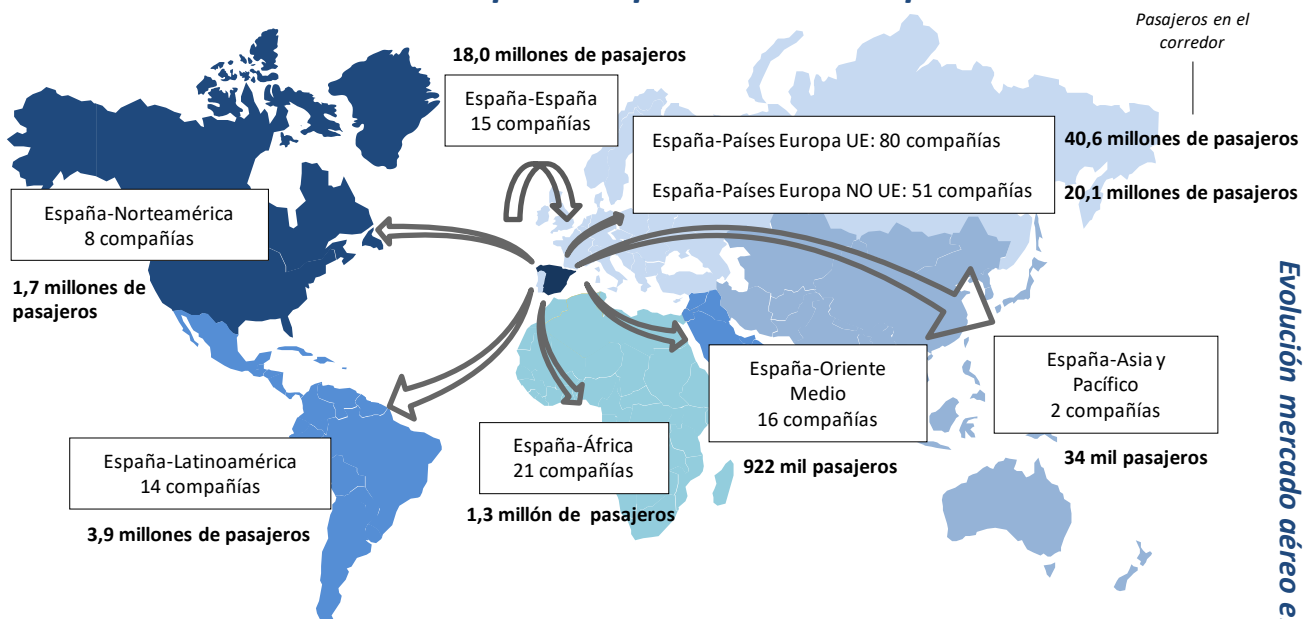 Pasajeros en el
corredor
18,0 millones de pasajeros
España-España
15 compañías
España-Países Europa UE: 80 compañías
40,6 millones de pasajeros
España-Países Europa NO UE: 51 compañías
20,1 millones de pasajeros
España-Norteamérica
8 compañías
1,7 millones de
pasajeros
España-Oriente
Medio
16 compañías
922 mil pasajeros
España-Asia y
Pacífico
2 compañías
34 mil pasajeros
España-África
21 compañías
1,3 millón de pasajeros
España-Latinoamérica
14 compañías
3,9 millones de pasajeros
Evolución mercado aéreo e